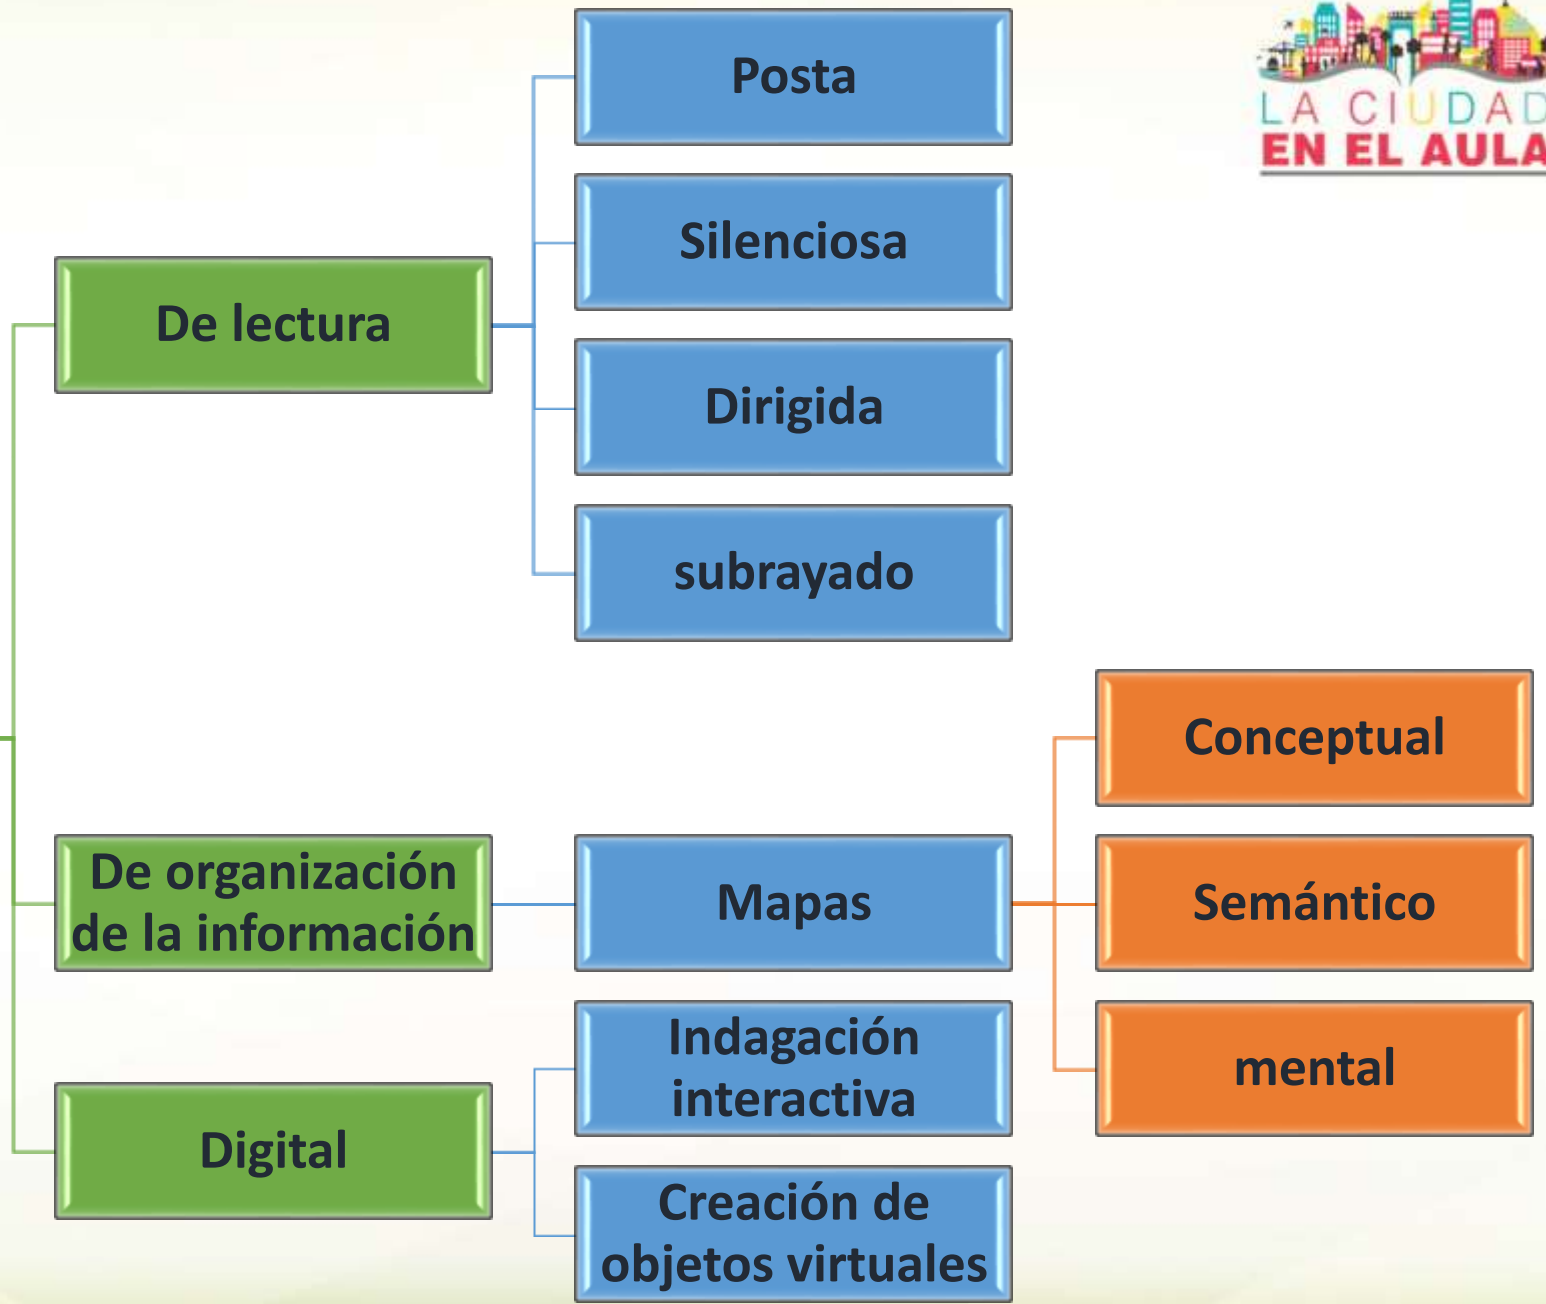 LA CIUDAD
EN EL AULA
De lectura
Posta
Silenciosa
Dirigida
subrayado
De organización
de la información
Mapas
Conceptual
Semántico
mental
Digital
Indagación
interactiva
Creación de
objetos virtuales